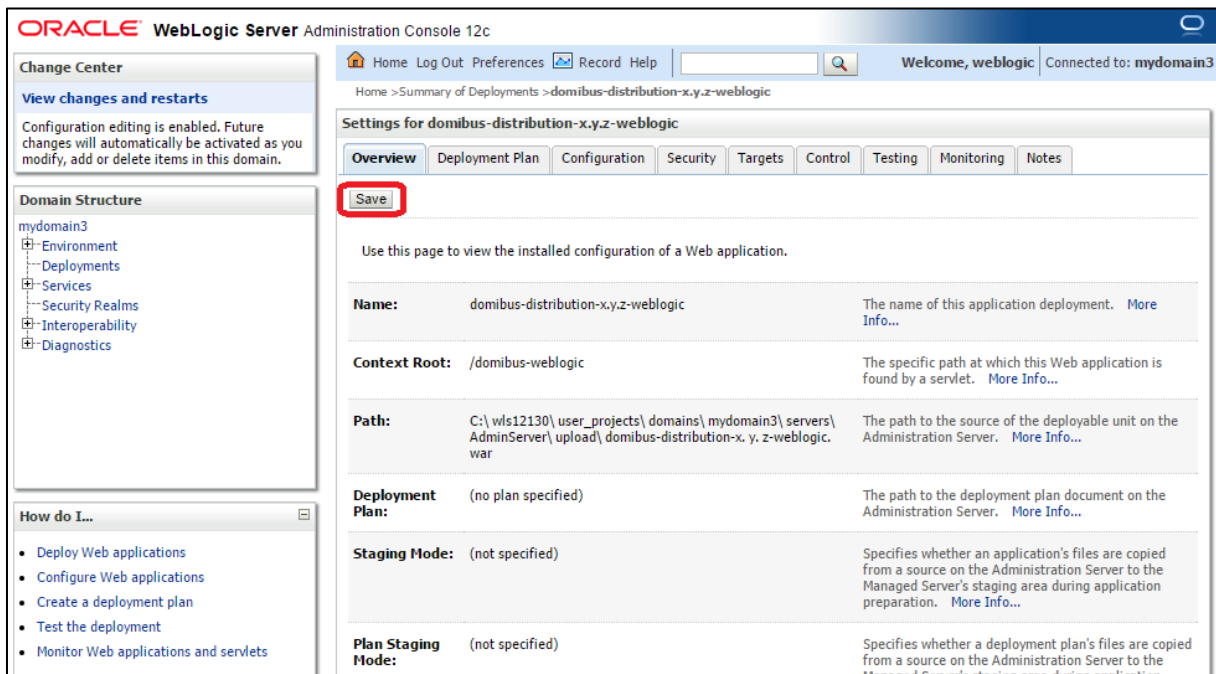 ORACLE WebLogic Server Administration Console 12c
Change Center
View changes and restarts
Configuration editing is enabled. Future
changes will automatically be activated as you
modify, add or delete items in this domain.
Domain Structure
mydomain3
Environment
Deployments
Services
Security Realms
Interoperability
Diagnostics
How do I...
Deploy Web applications
Configure Web applications
Create a deployment plan
Test the deployment
Monitor Web applications and servlets
Home Log Out Preferences Record Help
Welcome, weblogic Connected to: mydomain3
Home >Summary of Deployments >domibus-distribution-x.y.z-weblogic
Settings for domibus-distribution-x.y.z-weblogic
Overview Deployment Plan Configuration Security Targets Control Testing Monitoring Notes
Save
Use this page to view the installed configuration of a Web application.
Name: domibus-distribution-x.y.z-weblogic The name of this application deployment. More
Info...
Context Root: /domibus-weblogic The specific path at which this Web application is
found by a servlet. More Info...
Path: C:\ wls12130\ user_projects\ domains\ mydomain3\ servers\ The path to the source of the deployable unit on the
AdminServer\ upload\ domibus-distribution-x. y. z-weblogic. Administration Server. More Info...
war
Deployment (no plan specified) The path to the deployment plan document on the
Plan: Administration Server. More Info...
Staging Mode: (not specified) Specifies whether an application's files are copied
from a source on the Administration Server to the
Managed Server's staging area during application
preparation. More Info...
Plan Staging (not specified) Specifies whether a deployment plan's files are copied
Mode: from a source on the Administration Server to the